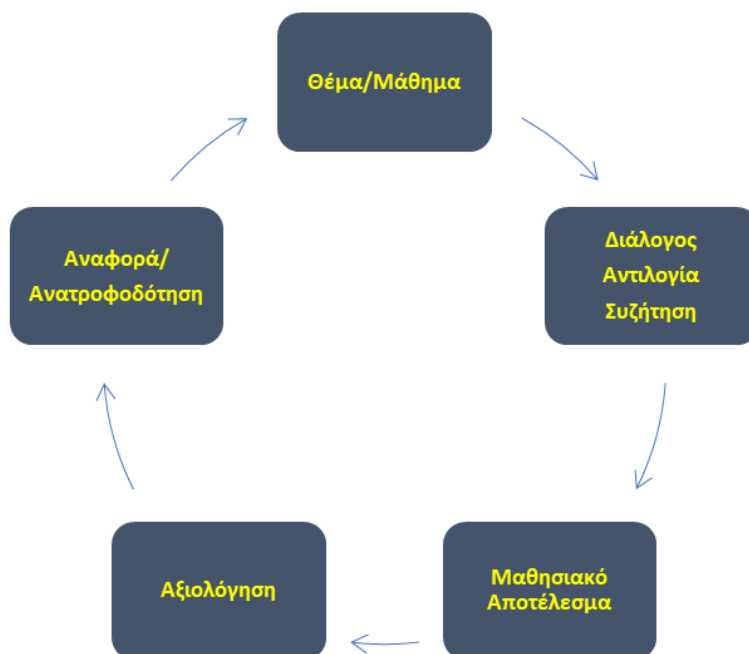 Θέμα/Μάθημα
Διάλογος
Αντιλογία
Συζήτηση
Μαθησιακό
Αποτέλεσμα
Αξιολόγηση
Αναφορά/
Ανατροφοδότηση